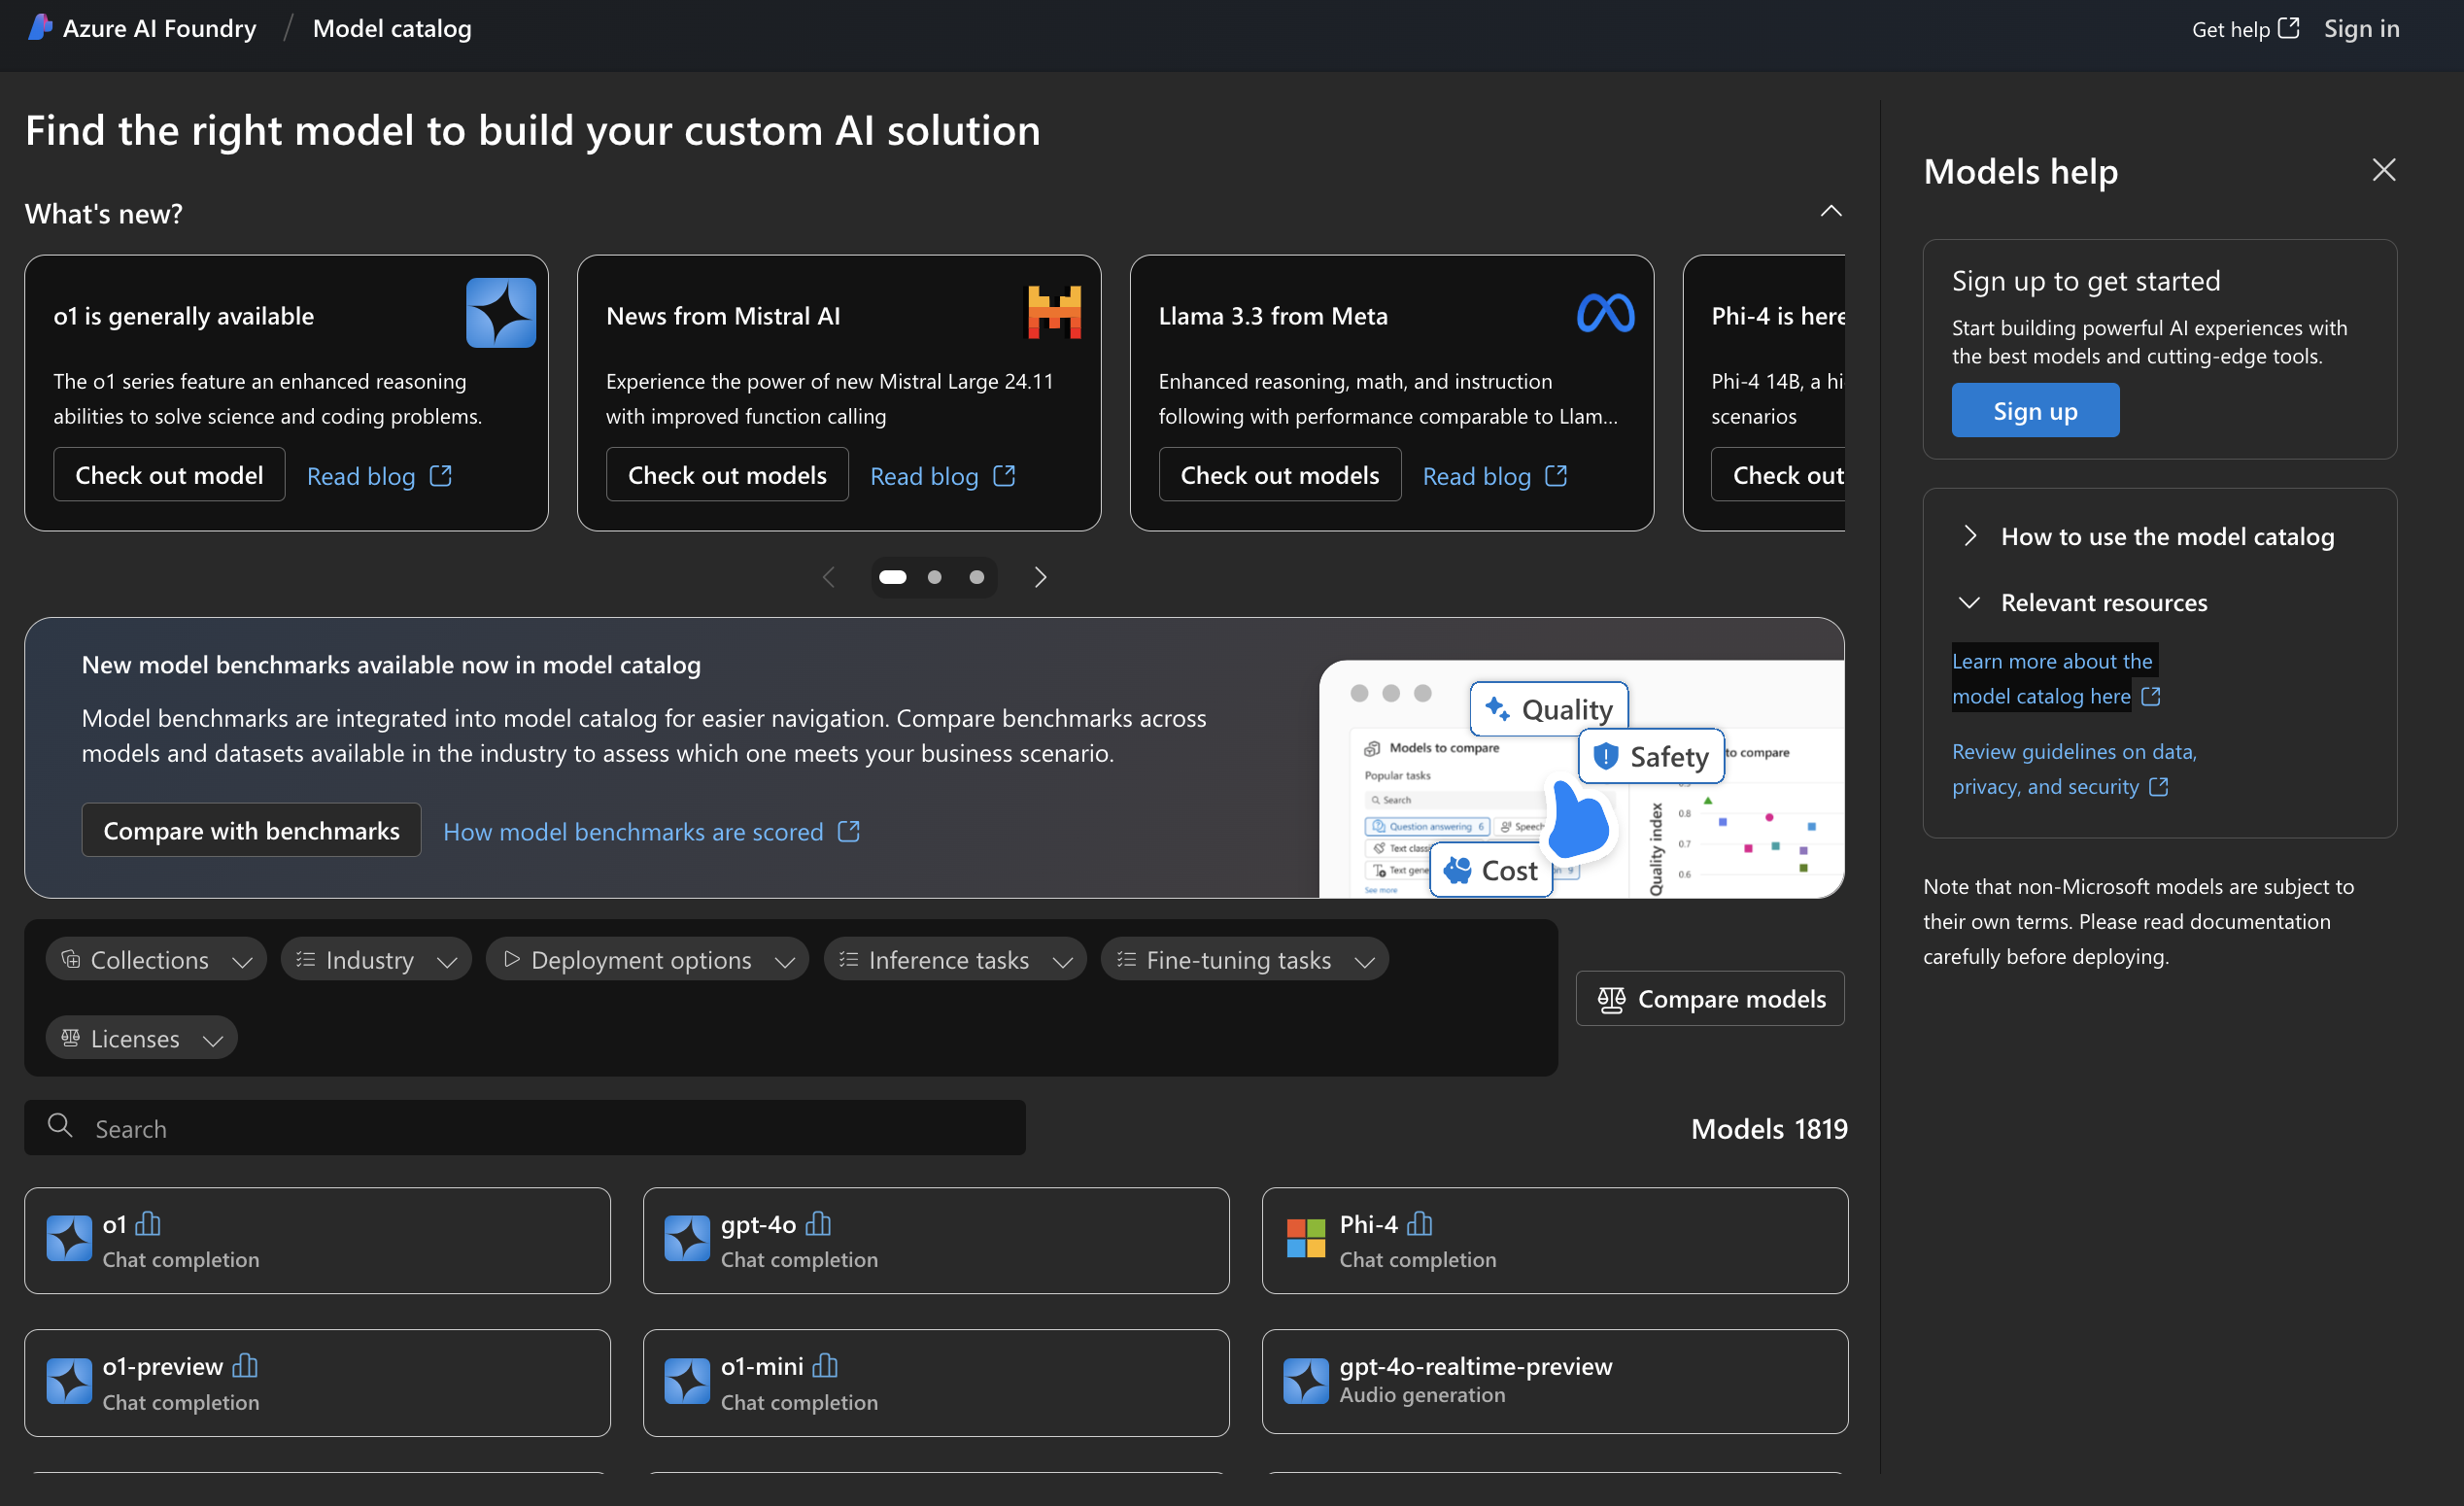 Azure AI Foundry / Model catalog
Get help
Sign in
Find the right model to build your custom AI solution
What's new?
o1 is generally available
The o1 series feature an enhanced reasoning
abilities to solve science and coding problems.
Check out model
Read blog
News from Mistral AI
Experience the power of new Mistral Large 24.11
with improved function calling
Check out models
Read blog
Llama 3.3 from Meta
Enhanced reasoning, math, and instruction
following with performance comparable to Llam...
Check out models
Read blog
Phi-4 is here
Phi-4 14B, a hi
scenarios
Check out
New model benchmarks available now in model catalog
Model benchmarks are integrated into model catalog for easier navigation. Compare benchmarks across
models and datasets available in the industry to assess which one meets your business scenario.
Compare with benchmarks
How model benchmarks are scored
Quality
Safety
Cost
Models to compare
to compare
Popular tasks
Search
Question answering 6
Speech
Text class
Text gene
9
See more
Quality index
0.8
0.7
0.6
Collections
Industry
Deployment options
Inference tasks
Fine-tuning tasks
Licenses
Compare models
Search
Models 1819
o1
Chat completion
gpt-4o
Chat completion
Phi-4
Chat completion
o1-preview
Chat completion
o1-mini
Chat completion
gpt-4o-realtime-preview
Audio generation
Models help
Sign up to get started
Start building powerful AI experiences with
the best models and cutting-edge tools.
Sign up
How to use the model catalog
Relevant resources
Learn more about the
model catalog here
Review guidelines on data,
privacy, and security
Note that non-Microsoft models are subject to
their own terms. Please read documentation
carefully before deploying.